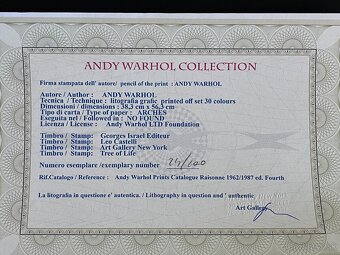 ANDY WARHOL COLLECTION
Firma stampata dell' autore/ pencil of the print : ANDY WARHOL
Autore / Author : ANDY WARHOL
Tecnica / Technique : litografia grafic printed off set 30 colours
Dimensioni / dimensions : 38,3 cm x 56,3 cm
Tipo di carta / Type of paper : ARCHES
Eseguita nel / Followed in : NO FOUND
Licenza / License : Andy Warhol LTD Foundation
Timbro / Stamp: Georges Israel Editeur
Timbro / Stamp: Leo Castelli
Timbro / Stamp: Art Gallery New York
Timbro / Stamp: Tree of Life
Numero esemplare /exemplary number 24/100
Rif.Catalogo / Reference : Andy Warhol Prints Catalogue Raisonne 1962/1987 ed. Fourth
La litografia in questione e' autentica. / Lithography in question and ' authentic
Art Gallery